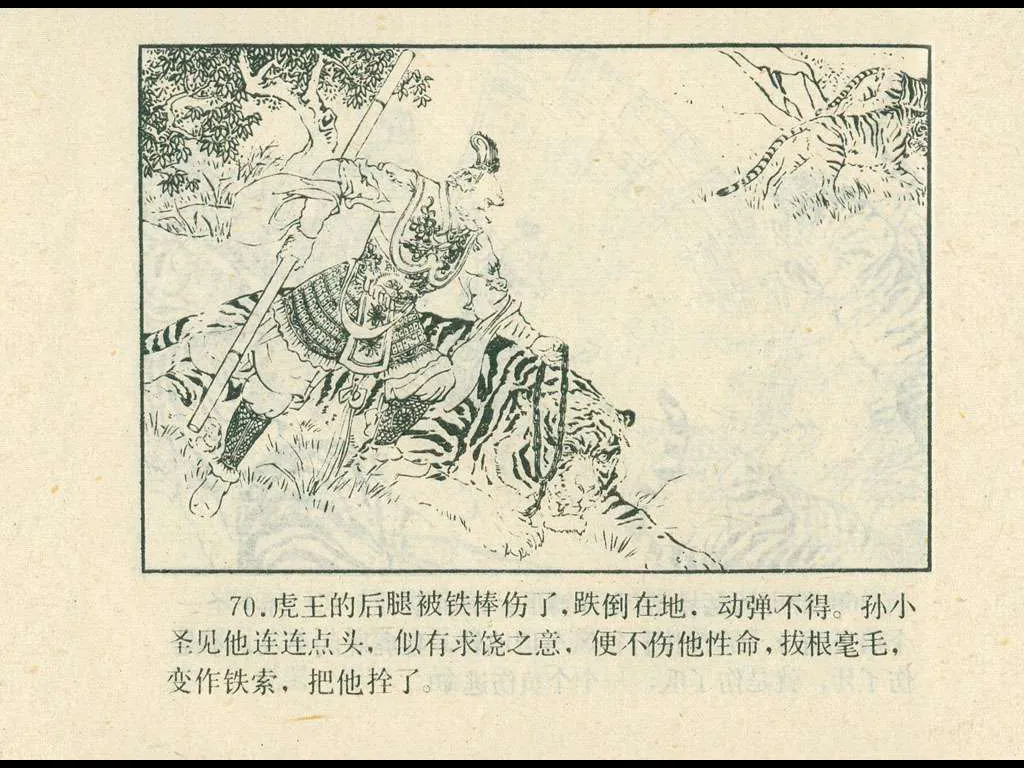 70.虎王的后腿被铁棒伤了,跌倒在地，动弹不得。孙小
圣见他连连点头，似有求饶之意，便不伤他性命,拔根毫毛，
变作铁索，把他拴了。